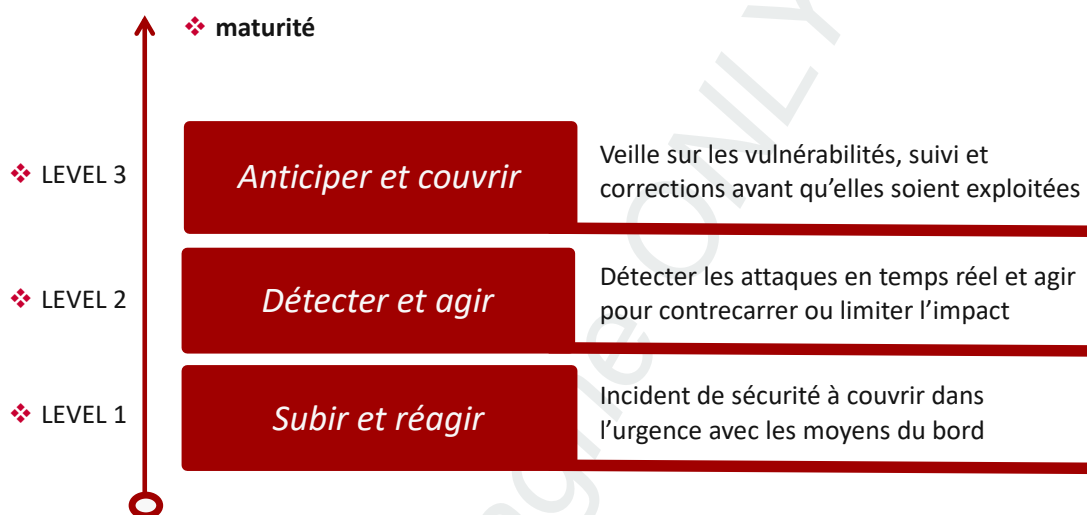 ❖ maturité
❖ LEVEL 3
Anticiper et couvrir
Veille sur les vulnérabilités, suivi et
corrections avant qu’elles soient exploitées
❖ LEVEL 2
Détecter et agir
Détecter les attaques en temps réel et agir
pour contrecarrer ou limiter l’impact
❖ LEVEL 1
Subir et réagir
Incident de sécurité à couvrir dans
l’urgence avec les moyens du bord
ONLY